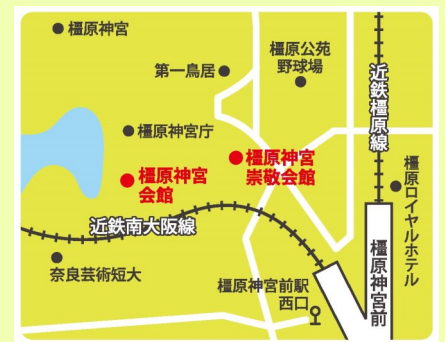 橿原神宮
橿原公苑
野球場
第一鳥居
近鉄橿原線
橿原神宮庁
橿原神宮
崇敬会館
橿原神宮
会館
橿原ロイヤルホテル
近鉄南大阪線
橿原神宮前
奈良芸術短大
橿原神宮前駅
西口